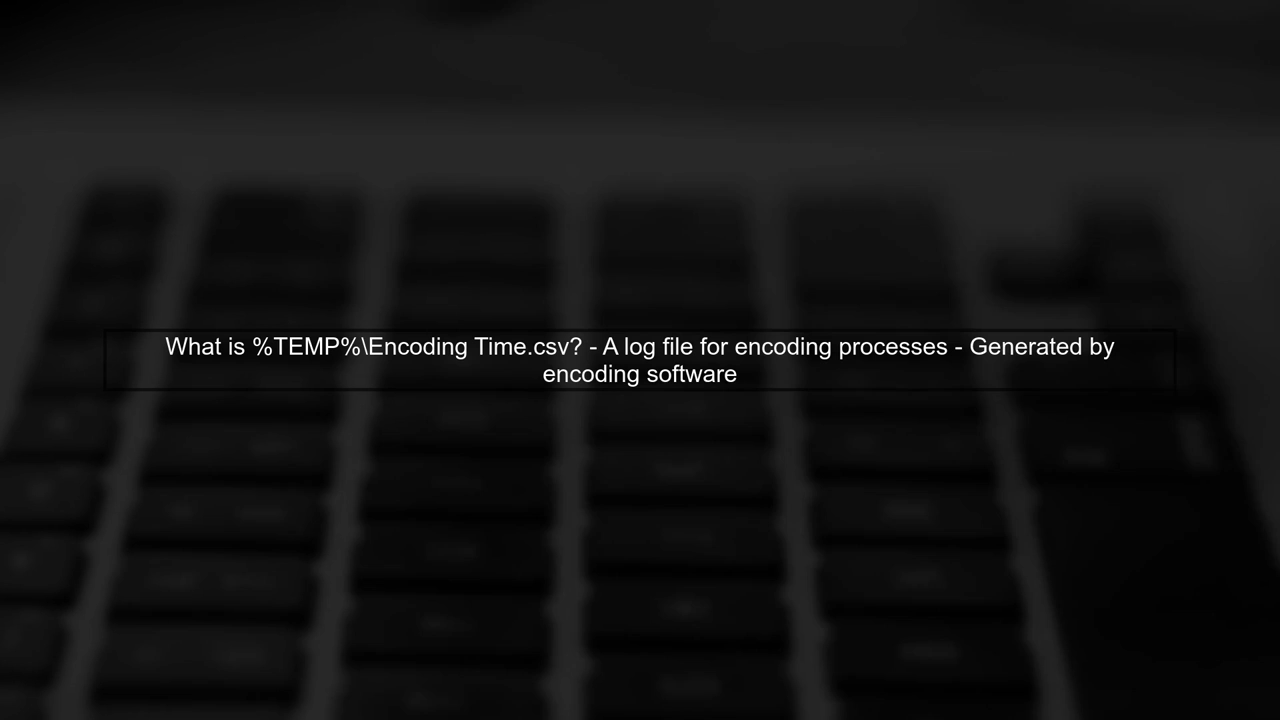 What is %TEMP%\Encoding Time.csv? - A log file for encoding processes - Generated by
encoding software